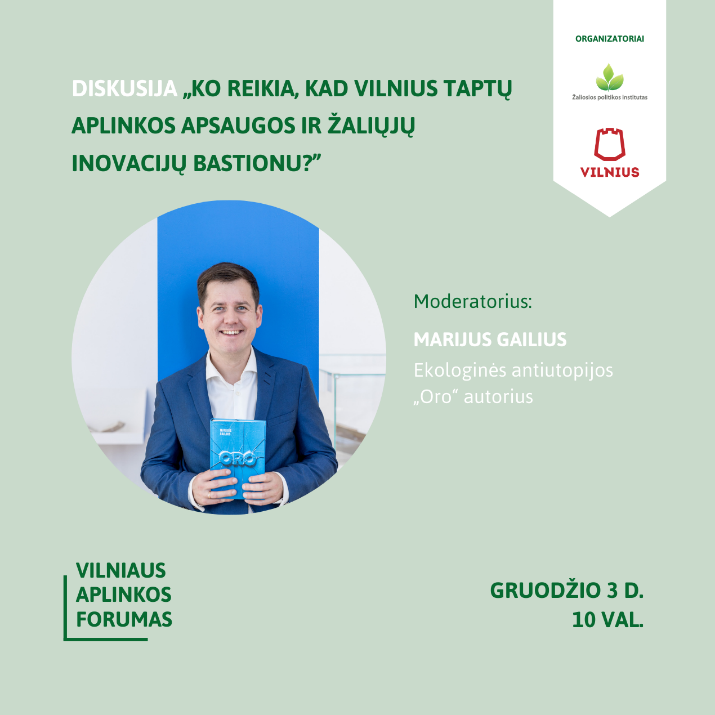 ORGANIZATORIAI
Žaliosios politikos institutas
VILNIUS
DISKUSIJA „KO REIKIA, KAD VILNIUS TAPTŲ
APLINKOS APSAUGOS IR ŽALIŲJŲ
INOVACIJŲ BASTIONU?”
ORO
Moderatorius:
MARIJUS GAILIUS
Ekologinės antiutopijos
„Oro“ autorius
VILNIAUS
APLINKOS
FORUMAS
GRUODŽIO 3 D.
10 VAL.